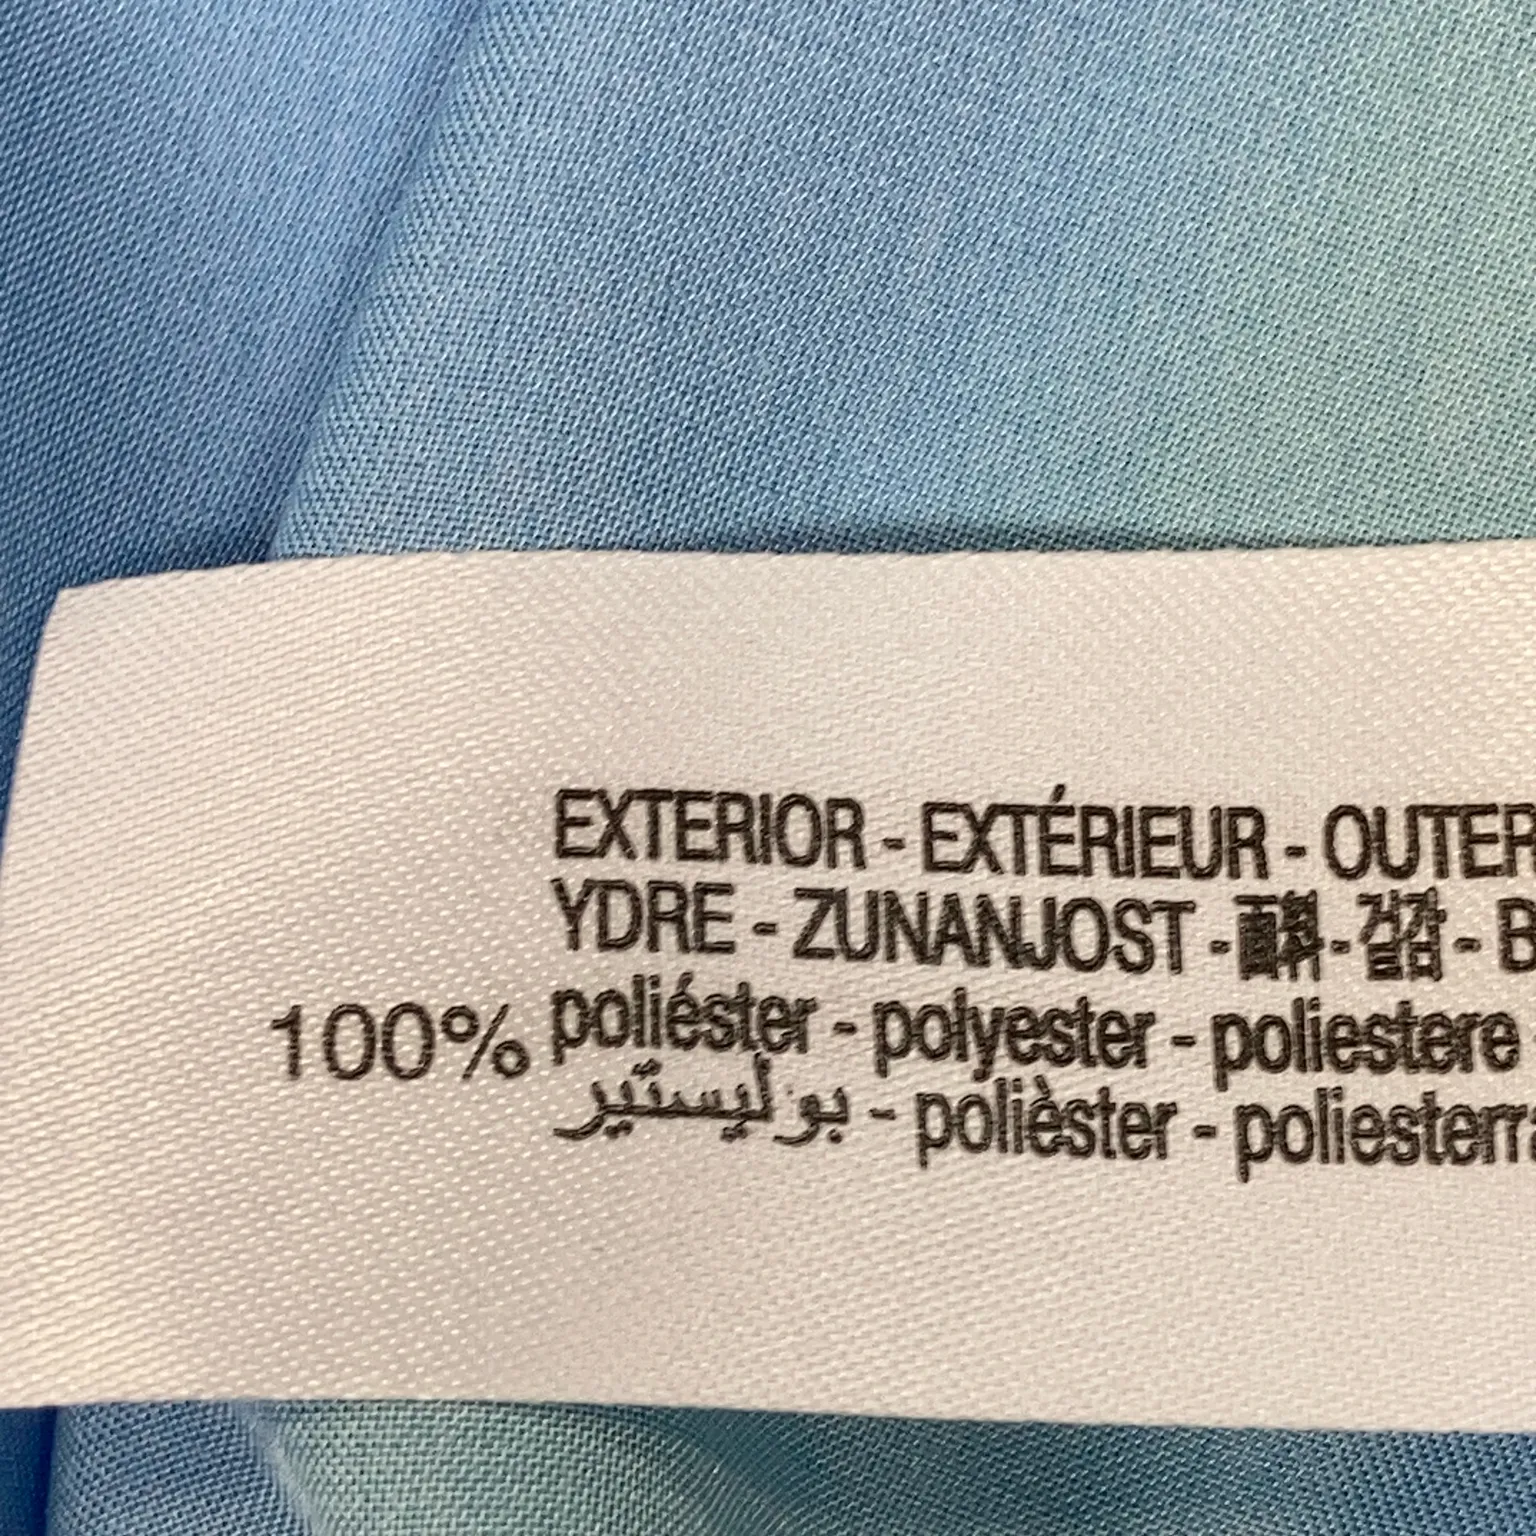 EXTERIOR - EXTÉRIEUR - OUTER
YDRE - ZUNANJOST - 面料 - 겉감 - B
100% poliéster - polyester - poliestere
بوليستير - polièster - poliesterra